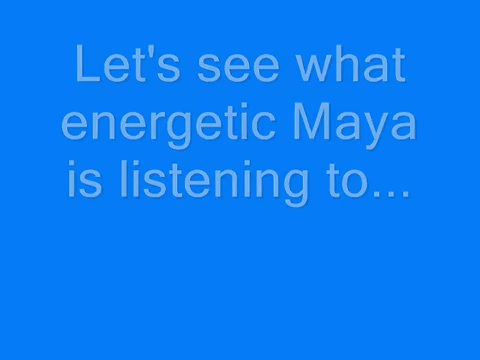 Let's see what
energetic Maya
is listening to...